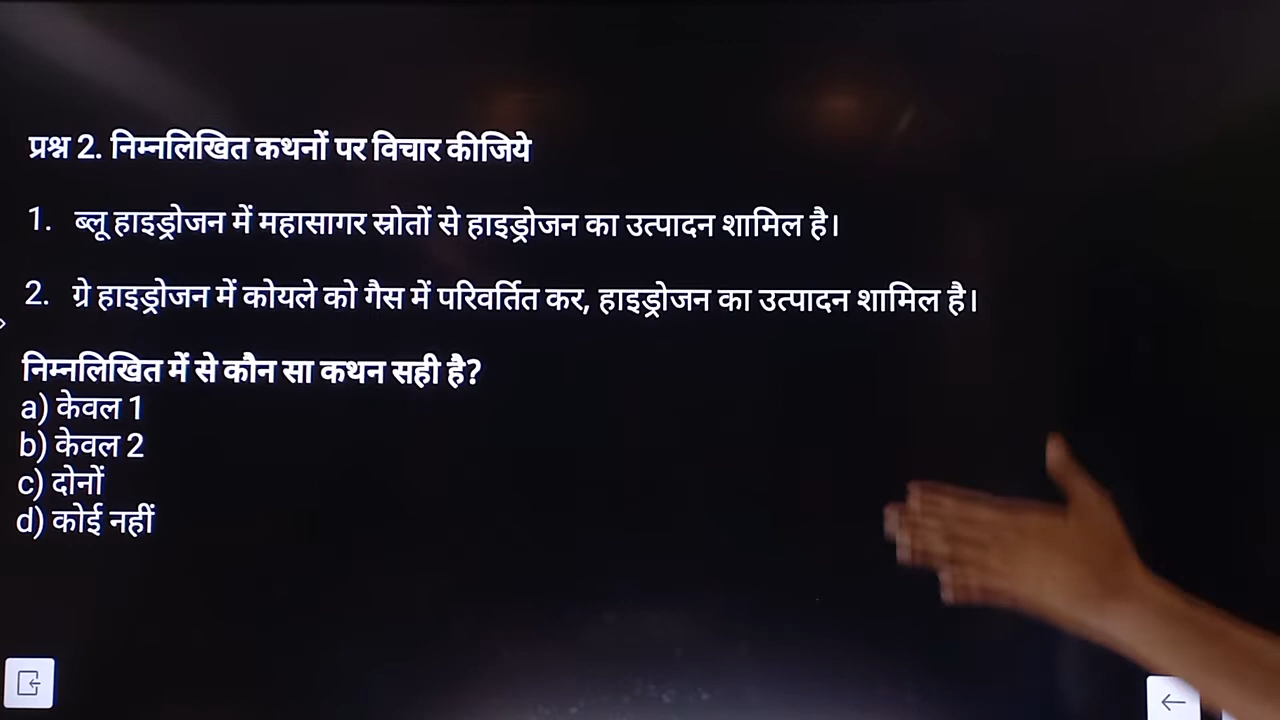 प्रश्न 2. निम्नलिखित कथनों पर विचार कीजिये
1. ब्लू हाइड्रोजन में महासागर स्रोतों से हाइड्रोजन का उत्पादन शामिल है।
2. ग्रे हाइड्रोजन में कोयले को गैस में परिवर्तित कर, हाइड्रोजन का उत्पादन शामिल है।
निम्नलिखित में से कौन सा कथन सही है?
a) केवल 1
b) केवल 2
c) दोनों
d) कोई नहीं